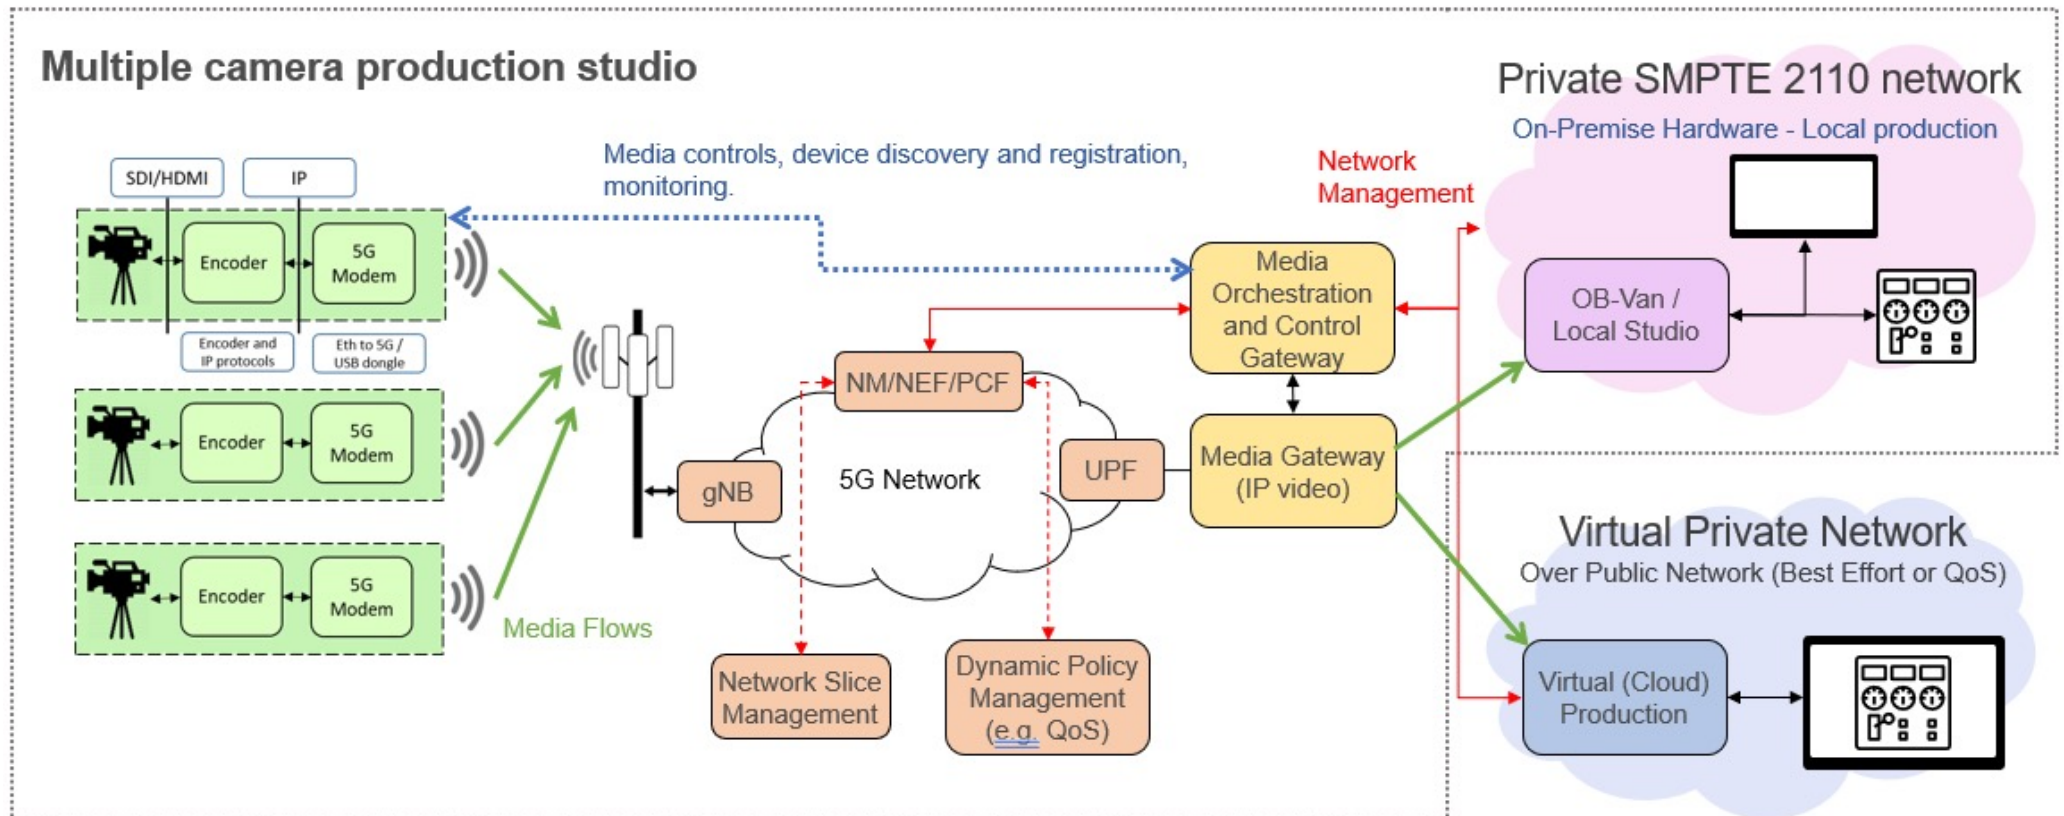 Multiple camera production studio
Private SMPTE 2110 network
On-Premise Hardware - Local production
Media controls, device discovery and registration,
monitoring.
Network
Management
SDI/HDMI
IP
Encoder
5G
Modem
Encoder and
IP protocols
Eth to 5G /
USB dongle
Encoder
5G
Modem
Encoder
5G
Modem
Media Flows
gNB
NM/NEF/PCF
5G Network
UPF
Network Slice
Management
Dynamic Policy
Management
(e.g. QoS)
Media
Orchestration
and Control
Gateway
Media Gateway
(IP video)
OB-Van /
Local Studio
Virtual Private Network
Over Public Network (Best Effort or QoS)
Virtual (Cloud)
Production